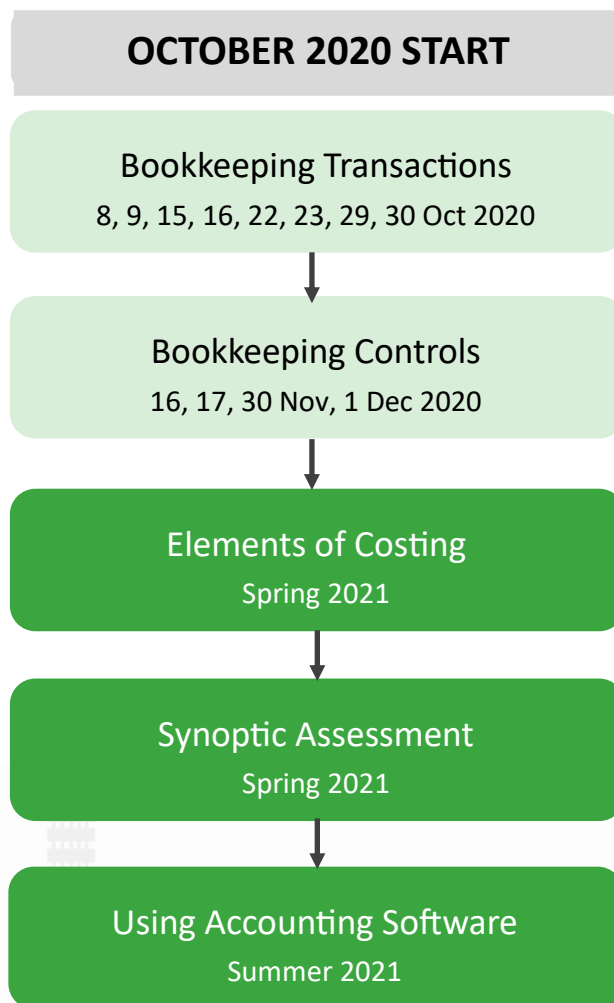 OCTOBER 2020 START
Bookkeeping Transactions
8, 9, 15, 16, 22, 23, 29, 30 Oct 2020
Bookkeeping Controls
16, 17, 30 Nov, 1 Dec 2020
Elements of Costing
Spring 2021
Synoptic Assessment
Spring 2021
Using Accounting Software
Summer 2021